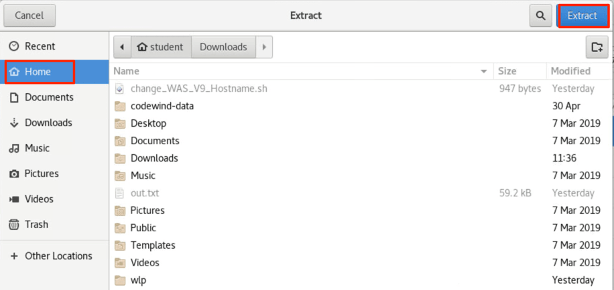 Cancel Extract Extract
Recent
Home
Documents
Downloads
Music
Pictures
Videos
Trash
Other Locations
student Downloads
Name Size Modified
change_WAS_V9_Hostname.sh 947 bytes Yesterday
codewind-data 30 Apr
Desktop 7 Mar 2019
Documents 7 Mar 2019
Downloads 11:36
Music 7 Mar 2019
out.txt 59.2 kB Yesterday
Pictures 7 Mar 2019
Public 7 Mar 2019
Templates 7 Mar 2019
Videos 7 Mar 2019
wlp Yesterday